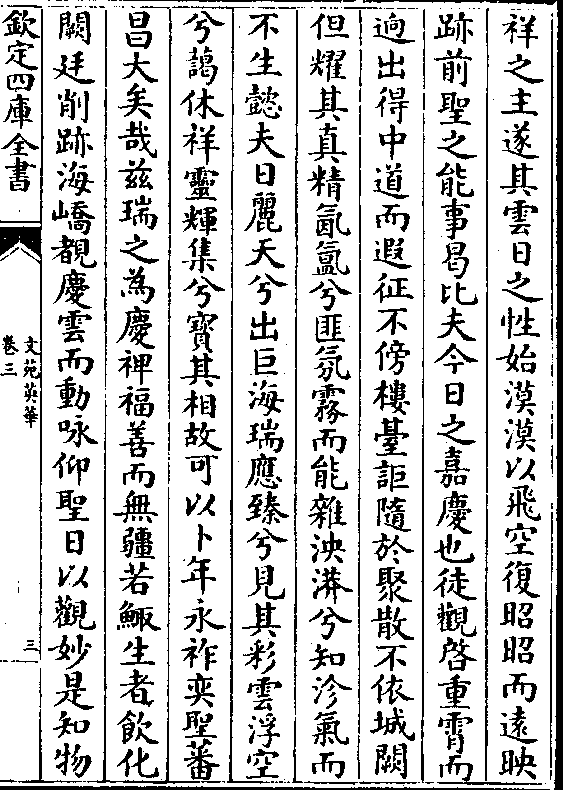 祥之主遂其雲日之性始漠漠以飛空復昭昭而遠映
跡前聖之能事曷比夫今日之嘉慶也徒觀啓重霄而
逈出得中道而遐征不傍樓臺詎隨於聚散不依城闕
但耀其真精氤氳兮匪氛霧而能雜泱漭兮知沴氣而
不生懿夫日麗天兮出巨海瑞應臻兮見其彩雲浮空
兮藹休祥靈輝集兮寳其相故可以卜年永祚奕聖蕃
昌大矣哉兹瑞之為慶裨福善而無疆若鯫生者飲化
闕廷削跡海嶠覩慶雲而動咏仰聖日以觀妙是知物
欽定四庫全書
文苑英華
卷三
三